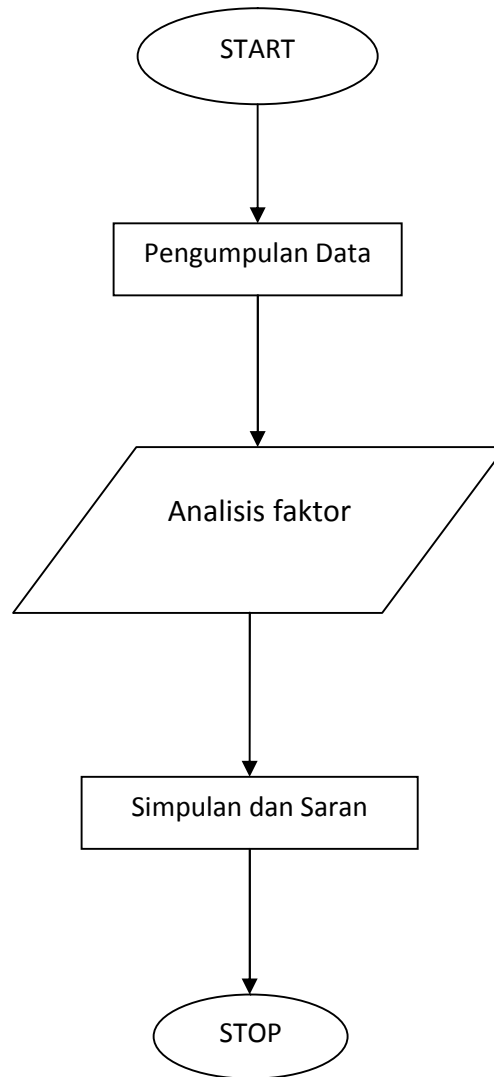 START
Pengumpulan Data
Analisis faktor
Simpulan dan Saran
STOP